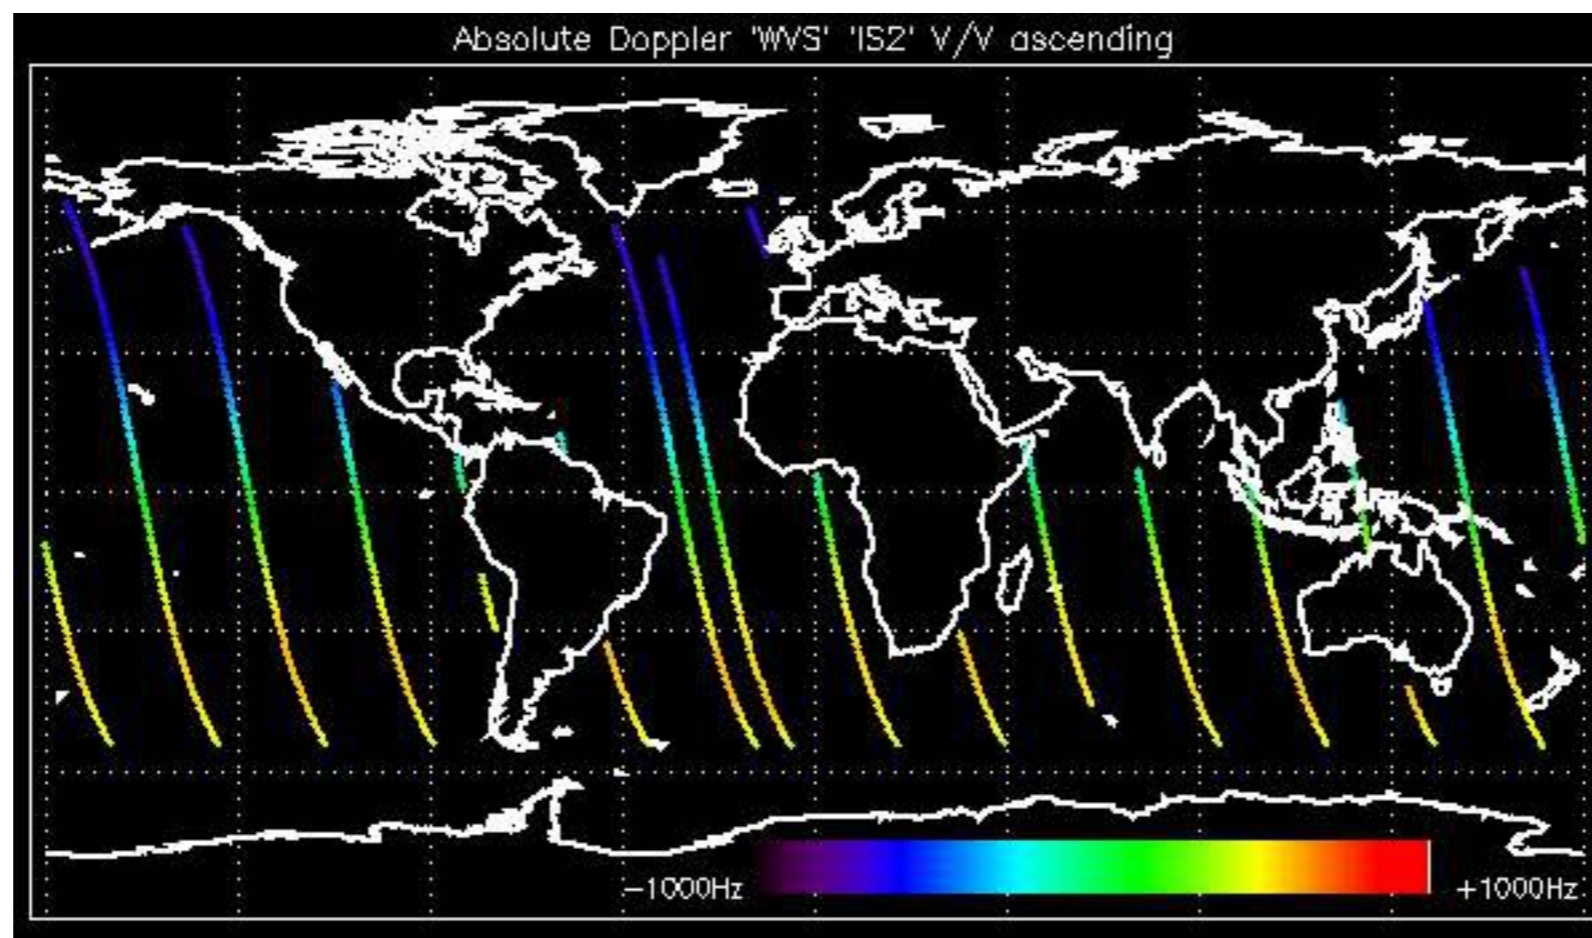 Absolute Doppler 'WVS' 'IS2' V/V ascending
-1000Hz
+1000Hz